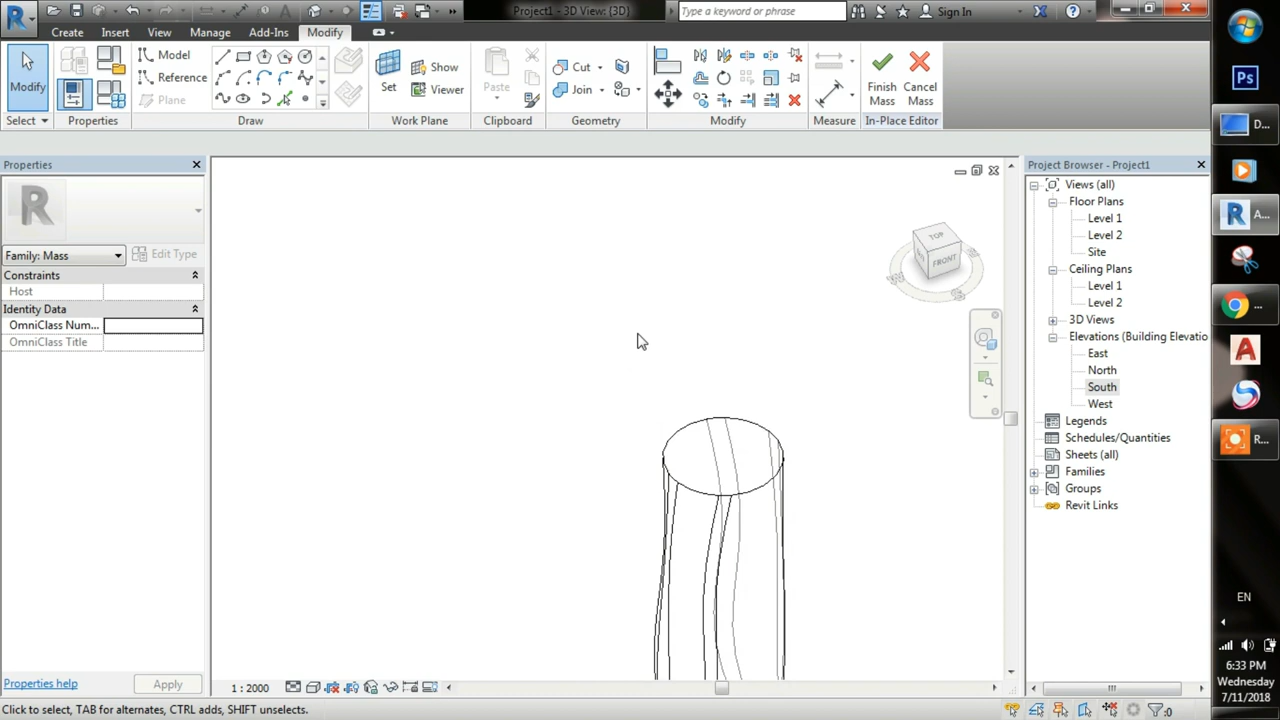 Project1 - 3D View: {3D}
Type a keyword or phrase
Sign In
Create
Insert
View
Manage
Add-Ins
Modify
Modify
Model
Reference
Plane
Set
Show
Viewer
Paste
Cut
Join
Finish
Mass
Cancel
Mass
Select
Properties
Draw
Work Plane
Clipboard
Geometry
Modify
Measure
In-Place Editor
Properties
Family: Mass
Edit Type
Constraints
Host
Identity Data
OmniClass Num...
OmniClass Title
Properties help
Apply
TOP
FRONT
1 : 2000
Click to select, TAB for alternates, CTRL adds, SHIFT unselects.
:0
Project Browser - Project1
Views (all)
Floor Plans
Level 1
Level 2
Site
Ceiling Plans
Level 1
Level 2
3D Views
Elevations (Building Elevatio
East
North
South
West
Legends
Schedules/Quantities
Sheets (all)
Families
Groups
Revit Links
Ps
D...
A...
...
R...
EN
6:33 PM
Wednesday
7/11/2018